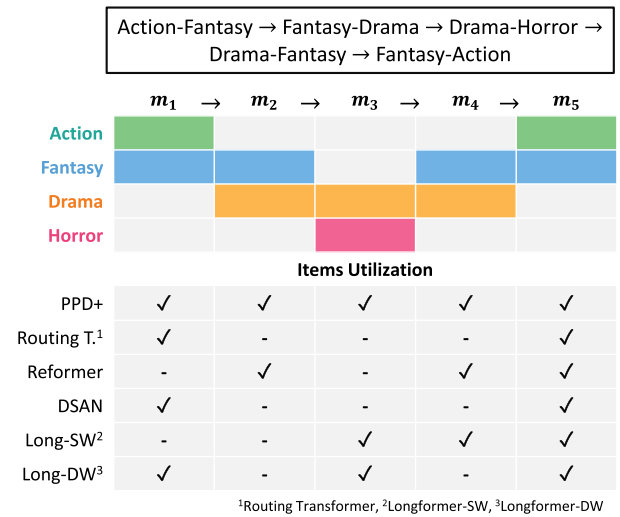 Action-Fantasy → Fantasy-Drama → Drama-Horror →
Drama-Fantasy → Fantasy-Action
m₁ → m₂ → m₃ → m₄ → m₅
Action
Fantasy
Drama
Horror
Items Utilization
PPD+ ✓ ✓ ✓ ✓ ✓
Routing T.¹ ✓ - - - ✓
Reformer - ✓ - ✓ ✓
DSAN ✓ - - - ✓
Long-SW² - - ✓ ✓ ✓
Long-DW³ ✓ - ✓ - ✓
¹Routing Transformer, ²Longformer-SW, ³Longformer-DW